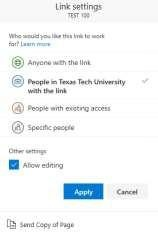 Link settings
TEST 100
Who would you like this link to work
for? Learn more
Anyone with the link
People in Texas Tech University
with the link
People with existing access
Specific people
Other settings
Allow editing
Apply Cancel
Send Copy of Page